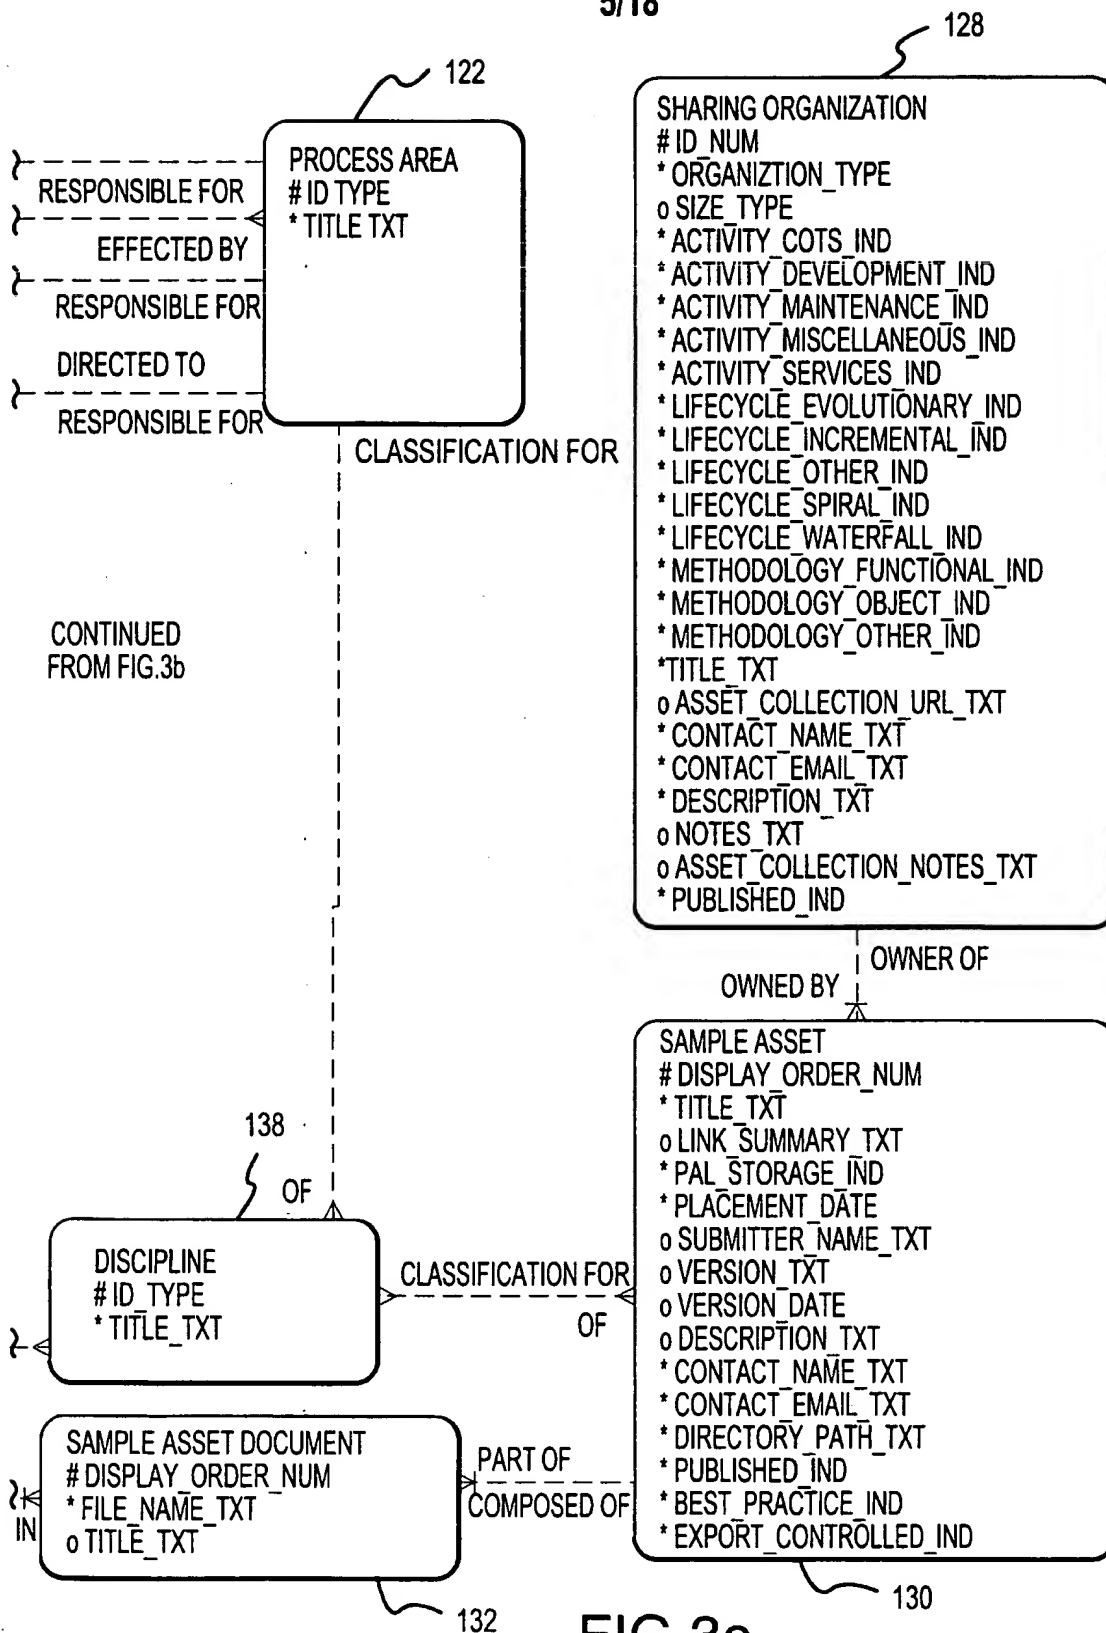 5/18
128
122
SHARING ORGANIZATION
# ID_NUM
* ORGANIZTION_TYPE
o SIZE_TYPE
* ACTIVITY_COTS_IND
* ACTIVITY_DEVELOPMENT_IND
* ACTIVITY_MAINTENANCE_IND
* ACTIVITY_MISCELLANEOUS_IND
* ACTIVITY_SERVICES_IND
* LIFECYCLE_EVOLUTIONARY_IND
* LIFECYCLE_INCREMENTAL_IND
* LIFECYCLE_OTHER_IND
* LIFECYCLE_SPIRAL_IND
* LIFECYCLE_WATERFALL_IND
* METHODOLOGY_FUNCTIONAL_IND
* METHODOLOGY_OBJECT_IND
* METHODOLOGY_OTHER_IND
*TITLE_TXT
o ASSET_COLLECTION_URL_TXT
* CONTACT_NAME_TXT
* CONTACT_EMAIL_TXT
* DESCRIPTION_TXT
o NOTES_TXT
o ASSET_COLLECTION_NOTES_TXT
* PUBLISHED_IND
PROCESS AREA
# ID TYPE
* TITLE TXT
RESPONSIBLE FOR
EFFECTED BY
RESPONSIBLE FOR
DIRECTED TO
RESPONSIBLE FOR
CLASSIFICATION FOR
CONTINUED
FROM FIG.3b
OWNER OF
OWNED BY
SAMPLE ASSET
# DISPLAY_ORDER_NUM
* TITLE_TXT
o LINK_SUMMARY_TXT
* PAL_STORAGE_IND
* PLACEMENT_DATE
o SUBMITTER_NAME_TXT
o VERSION_TXT
o VERSION_DATE
o DESCRIPTION_TXT
* CONTACT_NAME_TXT
* CONTACT_EMAIL_TXT
* DIRECTORY_PATH_TXT
* PUBLISHED_IND
* BEST_PRACTICE_IND
* EXPORT_CONTROLLED_IND
138
OF
DISCIPLINE
# ID_TYPE
* TITLE_TXT
CLASSIFICATION FOR
OF
SAMPLE ASSET DOCUMENT
# DISPLAY_ORDER_NUM
* FILE_NAME_TXT
o TITLE_TXT
IN
PART OF
COMPOSED OF
130
132